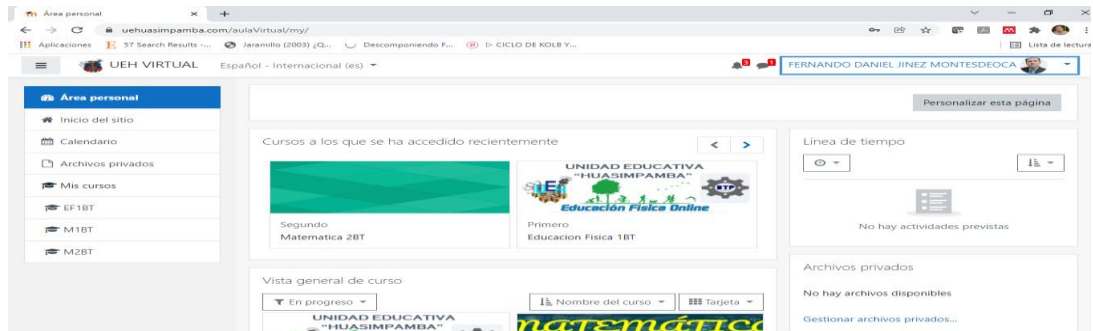 Área personal
uehuasimpamba.com/aulaVirtual/my/
Aplicaciones
57 Search Results -...
Jaramillo (2003) ¿Q...
Descomponiendo F...
▷ CICLO DE KOLB Y...
Lista de lectura
UEH VIRTUAL
Español - Internacional (es)
3
1
FERNANDO DANIEL JINEZ MONTESDEOCA
Área personal
Inicio del sitio
Calendario
Archivos privados
Mis cursos
EF1BT
M1BT
M2BT
Personalizar esta página
Cursos a los que se ha accedido recientemente
Segundo
Matematica 2BT
UNIDAD EDUCATIVA
"HUASIMPAMBA"
UEH
BTP
Educación Física Online
Primero
Educacion Fisica 1BT
Vista general de curso
En progreso
Nombre del curso
Tarjeta
UNIDAD EDUCATIVA
"HUASIMPAMBA"
Línea de tiempo
No hay actividades previstas
Archivos privados
No hay archivos disponibles
Gestionar archivos privados...